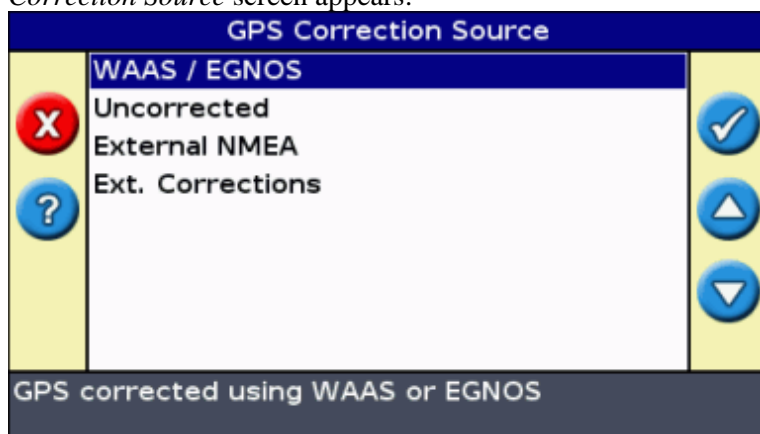 Correction Source screen appears:
GPS Correction Source
WAAS / EGNOS
Uncorrected
External NMEA
Ext. Corrections
X
?
GPS corrected using WAAS or EGNOS